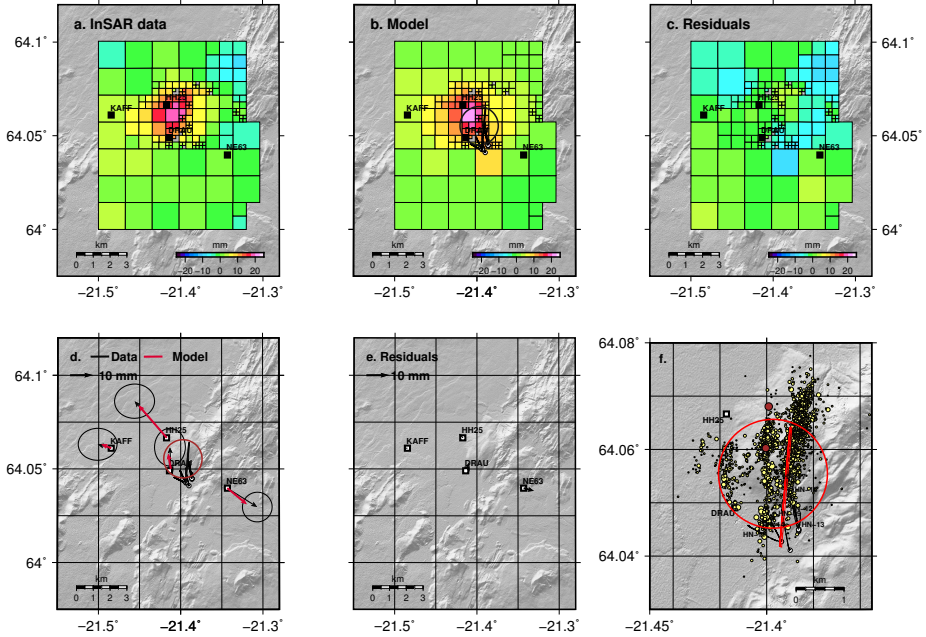 a. InSAR data
b. Model
c. Residuals
64.1°
64.05°
64°
64.1°
64.05°
64°
KAFF
HH25
DRAU
NE63
KAFF
HH25
NE63
KAFF
HH25
DRAU
NE63
km
0 1 2 3
mm
−20 −10 0 10 20
km
0 1 2 3
mm
−20 −10 0 10 20
km
0 1 2 3
mm
−20 −10 0 10 20
−21.5° −21.4° −21.3°
−21.5° −21.4° −21.3°
−21.5° −21.4° −21.3°
d. Data Model
10 mm
e. Residuals
10 mm
f.
64.1°
64.05°
64°
64.08°
64.06°
64.04°
KAFF
HH25
DRAU
NE63
KAFF
HH25
DRAU
NE63
HH25
DRAU
HN-13
km
0 1 2 3
km
0 1 2 3
km
0 1
−21.5° −21.4° −21.3°
−21.5° −21.4° −21.3°
−21.45° −21.4°